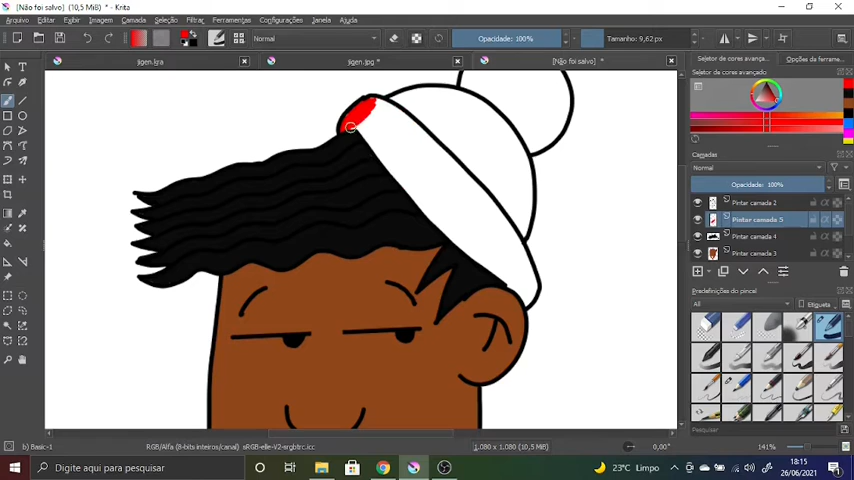 (Não foi salvo) (10,5 MiB) * - Krita
Arquivo Editar Exibir Imagem Camada Seleção Filtrar Ferramentas Configurações Janela Ajuda
Normal Opacidade: 100% Tamanho: 9,62 px
jigen.kra jigen.jpg * [Não foi salvo] *
Seletor de cores avançado Opções da ferrame...
Seletor de cores avançado
Camadas
Normal
Opacidade: 100%
Pintar camada 2
Pintar camada 5
Pintar camada 4
Pintar camada 3
Predefinições do pincel
All Etiqueta
Pesquisar
b) Basic-1 RGB/Alfa (8-bits inteiros/canal) sRGB-elle-V2-srgbtrc.icc 1.080 x 1.080 (10,5 MiB) 0,00° 141%
Digite aqui para pesquisar 23°C Limpo 18:15
26/06/2021